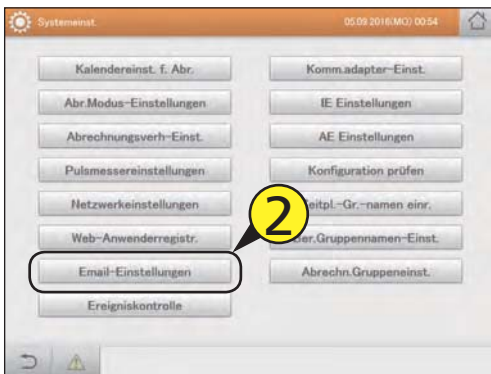 Systemeinst.
05.09 2016(MO) 00:54
Kalendereinst. f. Abr.
Abr.Modus-Einstellungen
Abrechnungsverh-Einst.
Pulsmessereinstellungen
Netzwerkeinstellungen
Web-Anwenderregistr.
Email-Einstellungen
Ereigniskontrolle
Komm.adapter-Einst.
IE Einstellungen
AE Einstellungen
Konfiguration prüfen
eitpl.-Gr.-namen einr.
er.Gruppennamen-Einst.
Abrechn.Gruppeneinst.
2